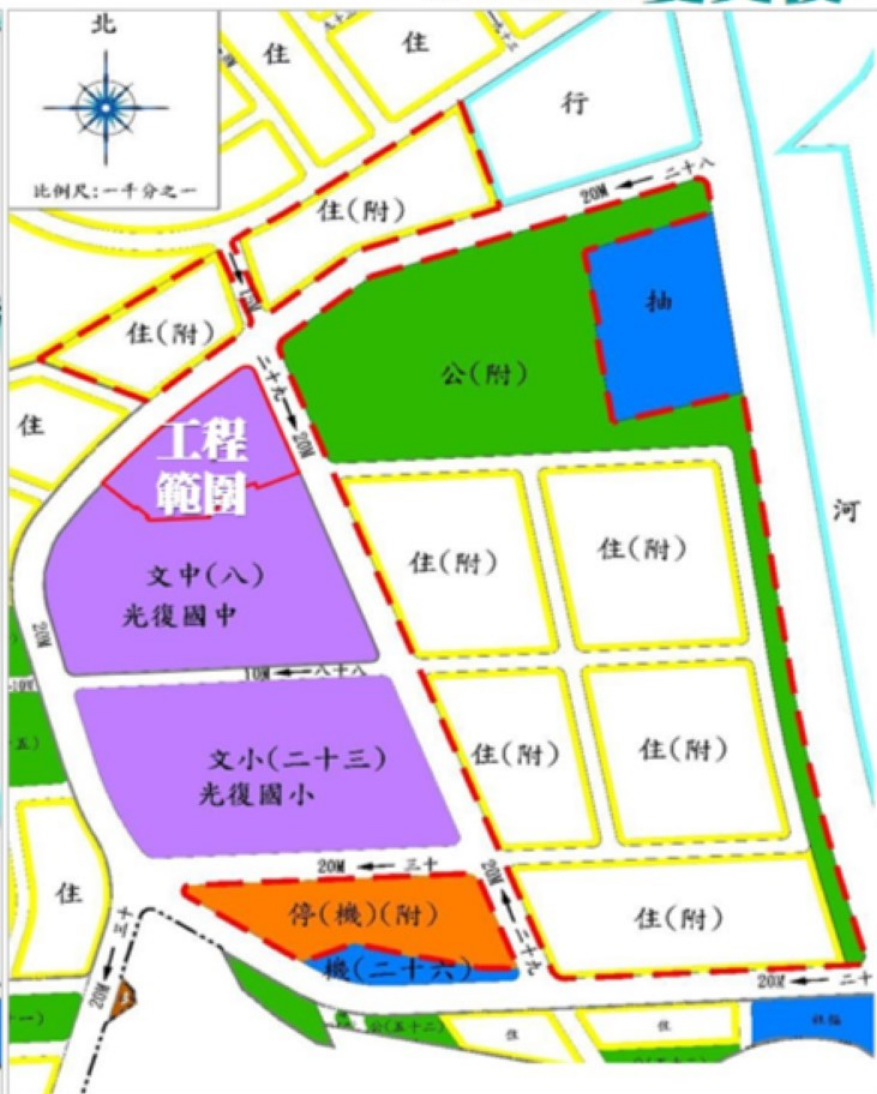 北
比例尺:一千分之一
住
住
行
20M ← 二十八
住(附)
抽
住(附)
公(附)
二十九 → 20M
住
工程
範圍
河
住(附)
住(附)
文中(八)
光復國中
20M
10M ← 八十八
住(附)
住(附)
文小(二十三)
光復國小
20M ← 三十
住
停(機)(附)
20M ← 二十九
住(附)
機(二十六)
三十 → 20M
20M ← 二十
公(五十二)
住
住